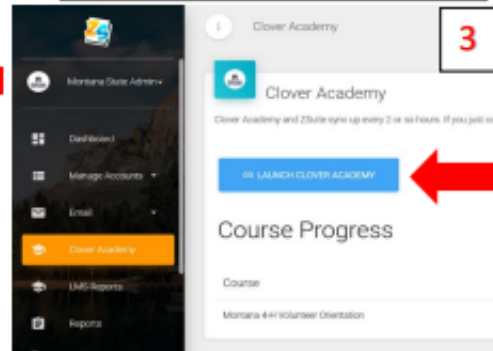 Clover Academy
3
Montana State Admin
Clover Academy
Clover Academy and ZSuite sync up every 2 or so hours. If you just
Dashboard
Manage Accounts
LAUNCH CLOVER ACADEMY
Email
Clover Academy
Course Progress
LMS Reports
Course
Reports
Montana 4-H Volunteer Orientation